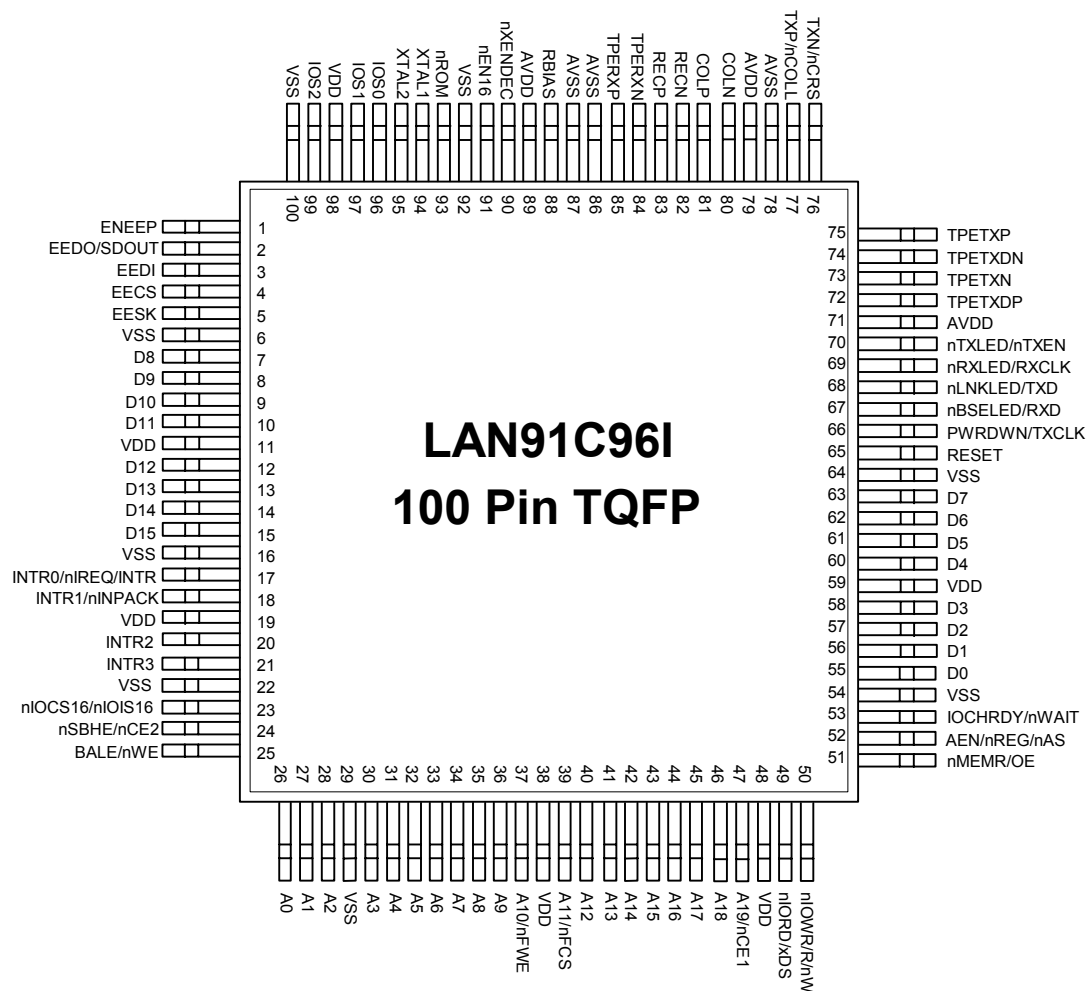 VSS
IOS2
VDD
IOS1
IOS0
XTAL2
XTAL1
nROM
VSS
nEN16
nXENDEC
AVDD
RBIAS
AVSS
AVSS
TPERXP
TPERXN
RECP
RECN
COLP
COLN
AVDD
AVSS
TXP/nCOLL
TXN/nCRS
100
99
98
97
96
95
94
93
92
91
90
89
88
87
86
85
84
83
82
81
80
79
78
77
76
ENEEP 1
EEDO/SDOUT 2
EEDI 3
EECS 4
EESK 5
VSS 6
D8 7
D9 8
D10 9
D11 10
VDD 11
D12 12
D13 13
D14 14
D15 15
VSS 16
INTR0/nIREQ/INTR 17
INTR1/nINPACK 18
VDD 19
INTR2 20
INTR3 21
VSS 22
nIOCS16/nIOIS16 23
nSBHE/nCE2 24
BALE/nWE 25
LAN91C96I
100 Pin TQFP
75 TPETXP
74 TPETXDN
73 TPETXN
72 TPETXDP
71 AVDD
70 nTXLED/nTXEN
69 nRXLED/RXCLK
68 nLNKLED/TXD
67 nBSELED/RXD
66 PWRDWN/TXCLK
65 RESET
64 VSS
63 D7
62 D6
61 D5
60 D4
59 VDD
58 D3
57 D2
56 D1
55 D0
54 VSS
53 IOCHRDY/nWAIT
52 AEN/nREG/nAS
51 nMEMR/OE
26
27
28
29
30
31
32
33
34
35
36
37
38
39
40
41
42
43
44
45
46
47
48
49
50
A0
A1
A2
VSS
A3
A4
A5
A6
A7
A8
A9
A10/nFWE
VDD
A11/nFCS
A12
A13
A14
A15
A16
A17
A18
A19/nCE1
VDD
nIORD/xDS
nIOWR/R/nW